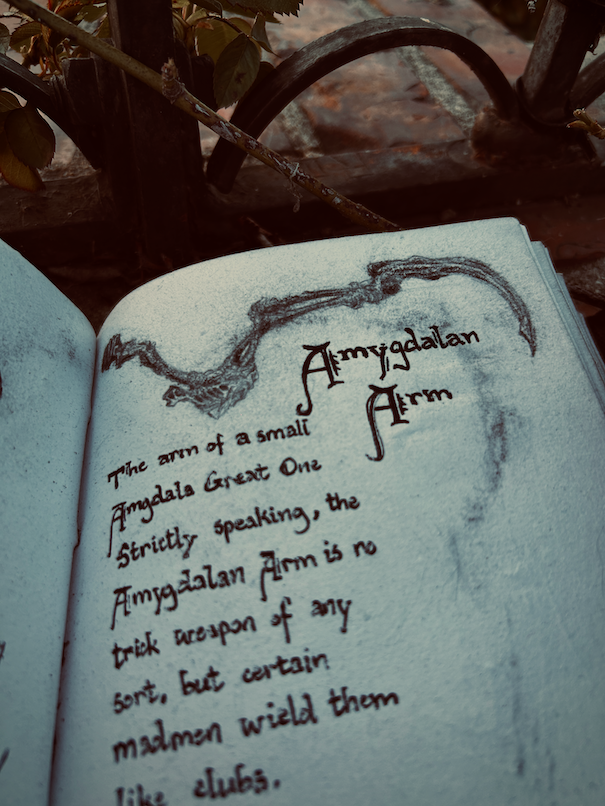 Amygdalan
Arm
The arm of a small
Amgdala Great One
Strictly speaking, the
Amygdalan Arm is no
trick weapon of any
sort, but certain
madmen wield them
like clubs.